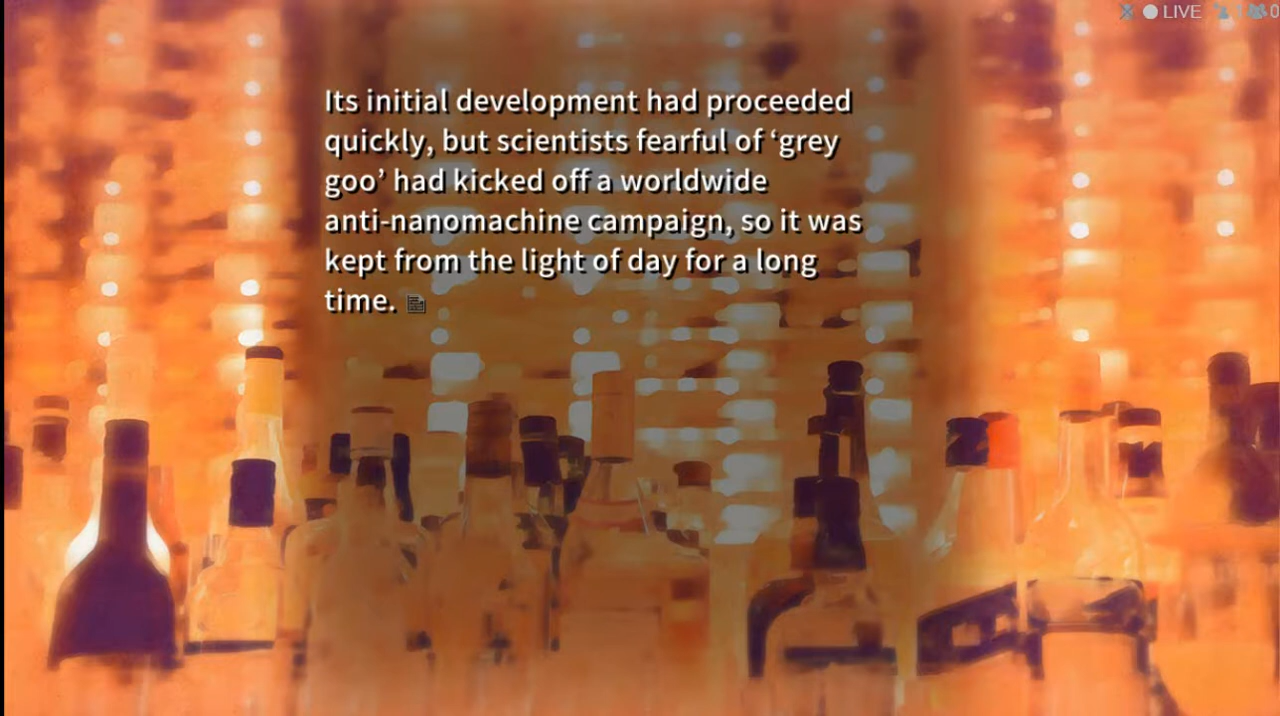 LIVE
Its initial development had proceeded
quickly, but scientists fearful of ‘grey
goo’ had kicked off a worldwide
anti-nanomachine campaign, so it was
kept from the light of day for a long
time.